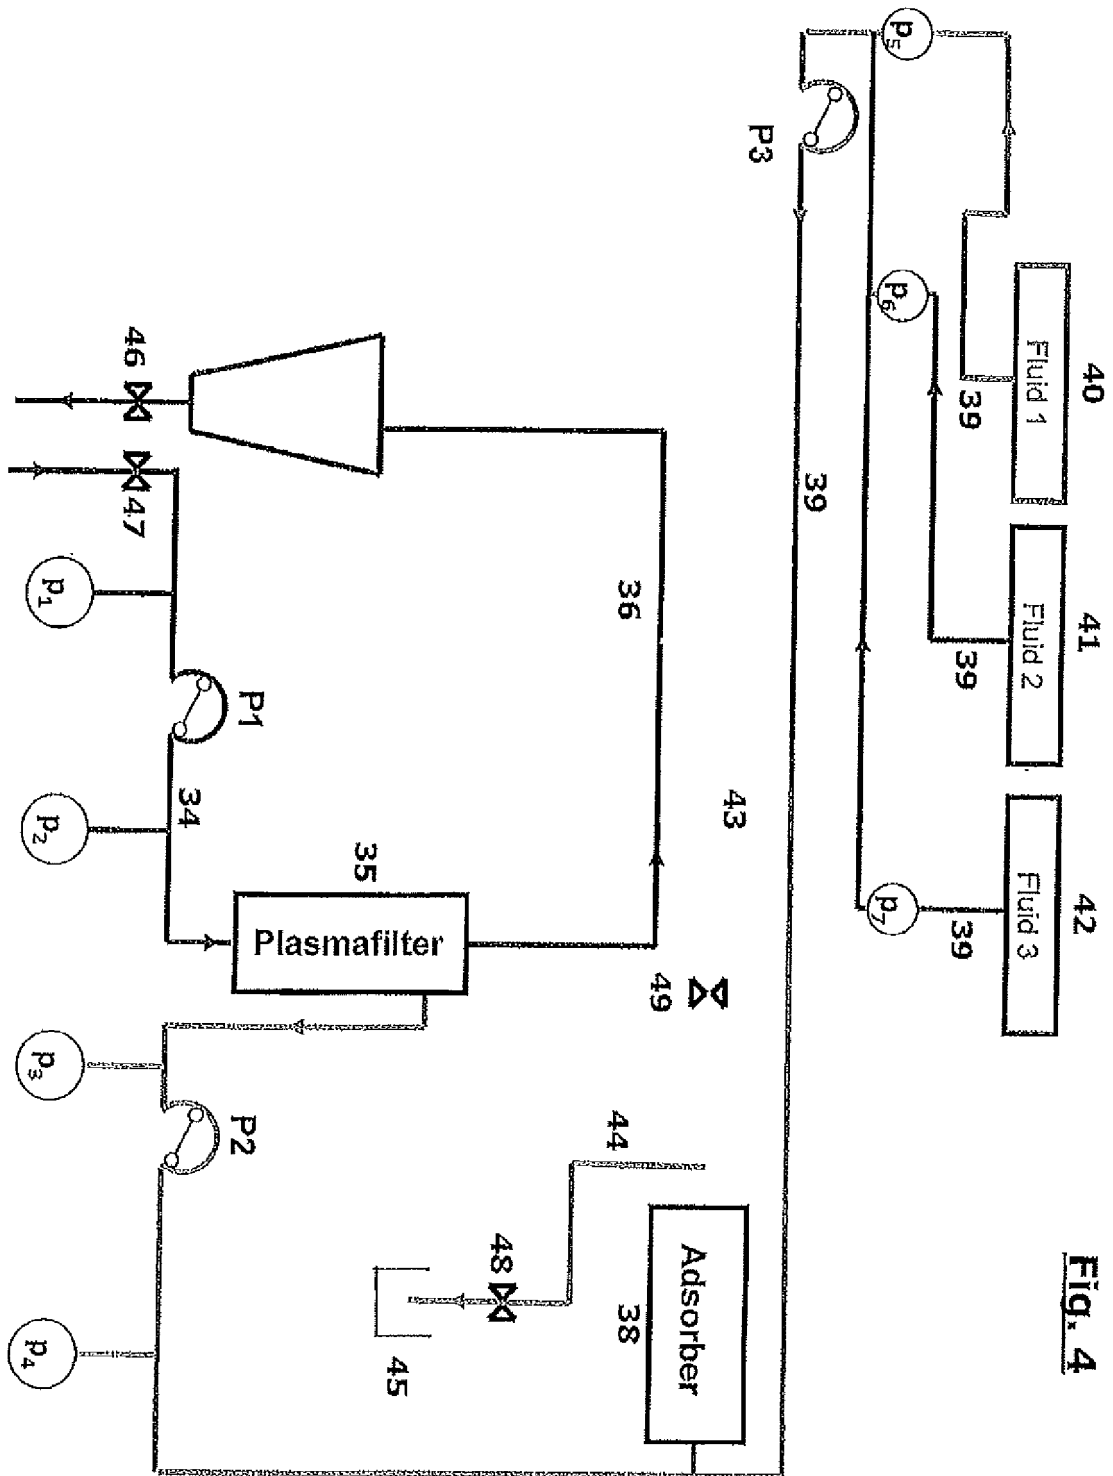 Fig. 4
40
41
42
Fluid 1
Fluid 2
Fluid 3
39
39
39
p5
p6
p7
P3
39
43
49
38
Adsorber
36
44
48
45
35
Plasmafilter
46
47
P1
34
P2
p1
p2
p3
p4